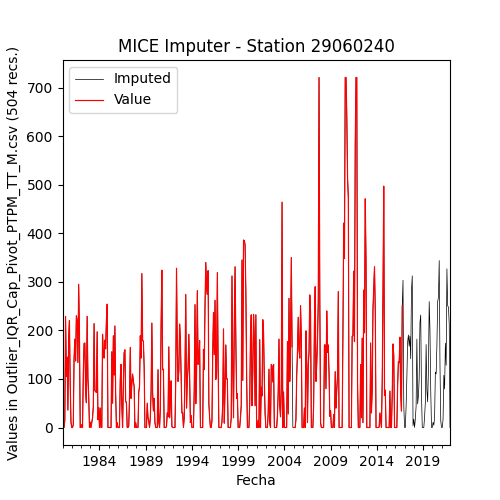 MICE Imputer - Station 29060240
Imputed
Value
700
600
500
400
300
200
100
0
Values in Outlier_IQR_Cap_Pivot_PTPM_TT_M.csv (504 recs.)
1984 1989 1994 1999 2004 2009 2014 2019
Fecha